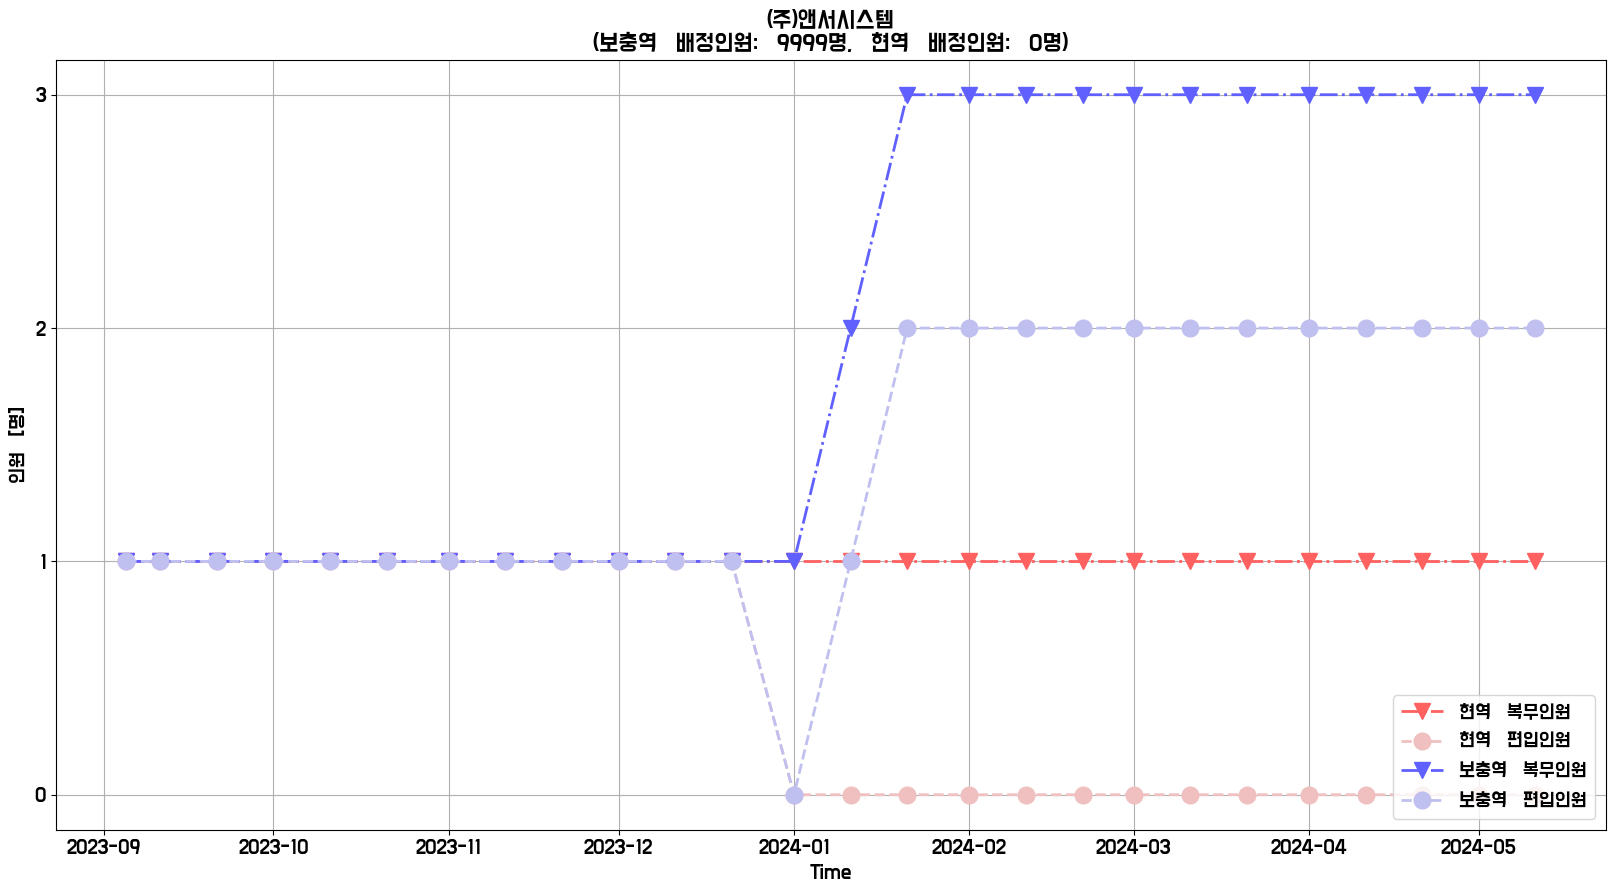 (주)앤서시스템
(보충역 배정인원: 9999명, 현역 배정인원: 0명)
인원 [명]
3
2
1
0
현역 복무인원
현역 편입인원
보충역 복무인원
보충역 편입인원
2023-09 2023-10 2023-11 2023-12 2024-01 2024-02 2024-03 2024-04 2024-05
Time